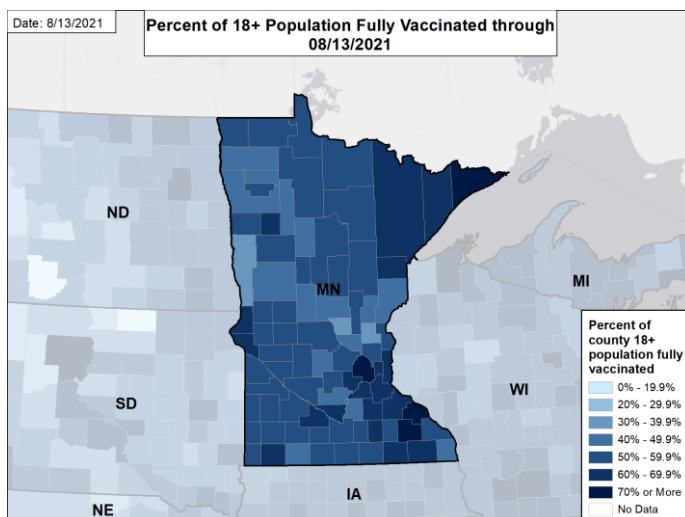 Date: 8/13/2021
Percent of 18+ Population Fully Vaccinated through
08/13/2021
ND
MN
MI
SD
WI
IA
NE
Percent of
county 18+
population fully
vaccinated
0% - 19.9%
20% - 29.9%
30% - 39.9%
40% - 49.9%
50% - 59.9%
60% - 69.9%
70% or More
No Data